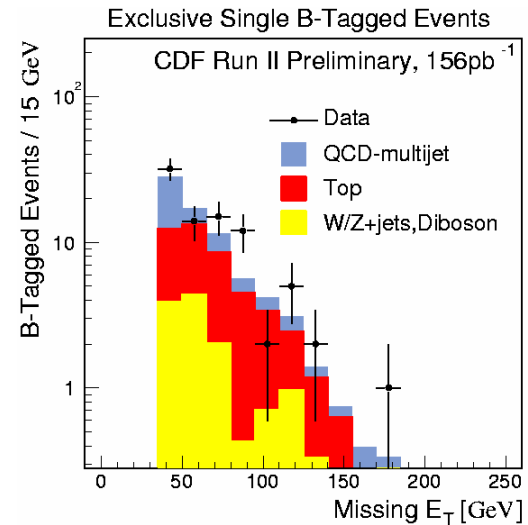 Exclusive Single B-Tagged Events
CDF Run II Preliminary, 156pb⁻¹
B-Tagged Events / 15 GeV
10²
10
1
Data
QCD-multijet
Top
W/Z+jets,Diboson
0 50 100 150 200 250
Missing E_T [GeV]